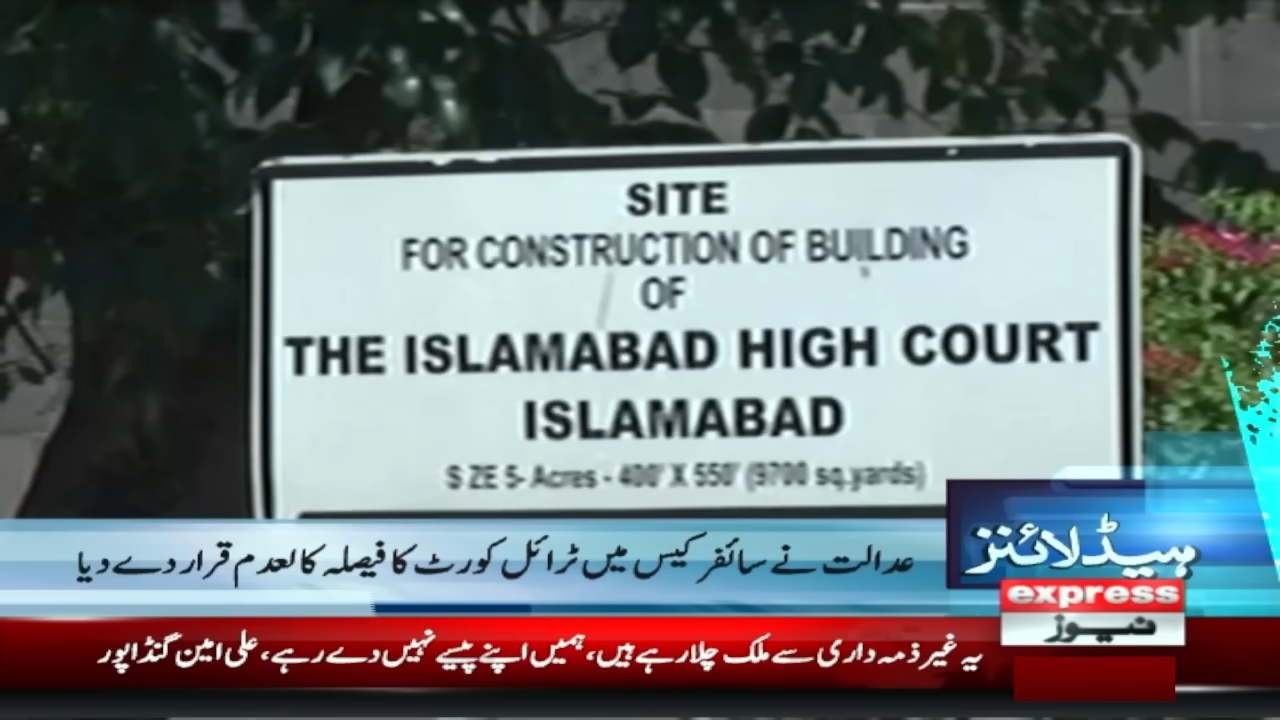 SITE
FOR CONSTRUCTION OF BUILDING
OF
THE ISLAMABAD HIGH COURT
ISLAMABAD
S ZE 5- Acres - 400' X 550' (9700 sq.yards)
ہیڈلائنز
عدالت نے سائفر کیس میں ٹرائل کورٹ کا فیصلہ کالعدم قرار دے دیا
express
نیوز
یہ غیر ذمہ داری سے ملک چلا رہے ہیں، ہمیں اپنے پیسے نہیں دے رہے، علی امین گنڈاپور